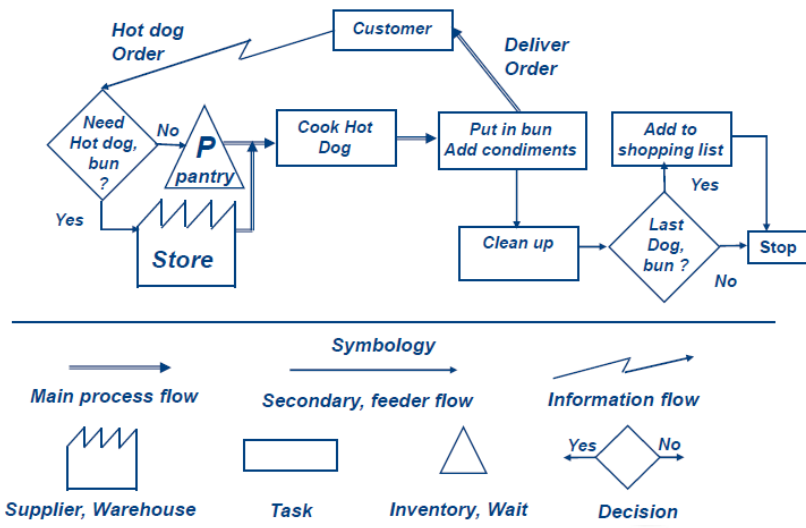 Hot dog
Order
Customer
Deliver
Order
Need
Hot dog,
bun
?
No
Yes
P
pantry
Store
Cook Hot
Dog
Put in bun
Add condiments
Clean up
Add to
shopping list
Yes
Last
Dog,
bun ?
No
Stop
Symbology
Main process flow
Secondary, feeder flow
Information flow
Supplier, Warehouse
Task
Inventory, Wait
Yes
No
Decision